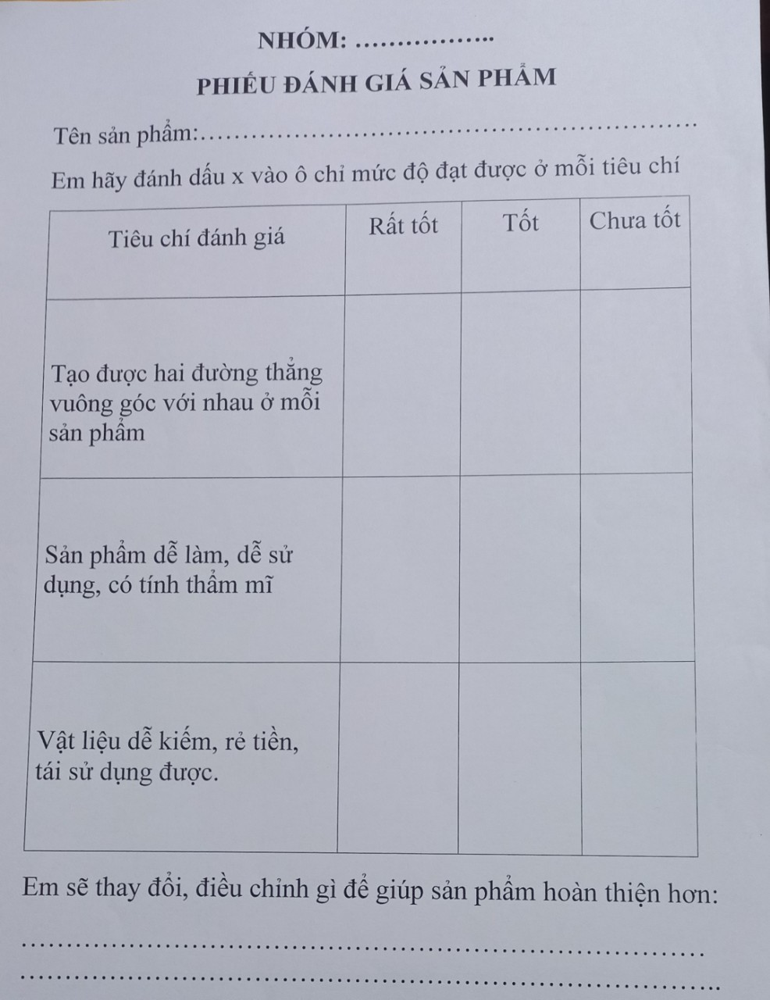 NHÓM: ………………..
PHIẾU ĐÁNH GIÁ SẢN PHẨM
Tên sản phẩm:……………………………………………………………
Em hãy đánh dấu x vào ô chỉ mức độ đạt được ở mỗi tiêu chí
Tiêu chí đánh giá
Rất tốt
Tốt
Chưa tốt
Tạo được hai đường thẳng
vuông góc với nhau ở mỗi
sản phẩm
Sản phẩm dễ làm, dễ sử
dụng, có tính thẩm mĩ
Vật liệu dễ kiếm, rẻ tiền,
tái sử dụng được.
Em sẽ thay đổi, điều chỉnh gì để giúp sản phẩm hoàn thiện hơn:
……………………………………………………………………………
……………………………………………………………………………..